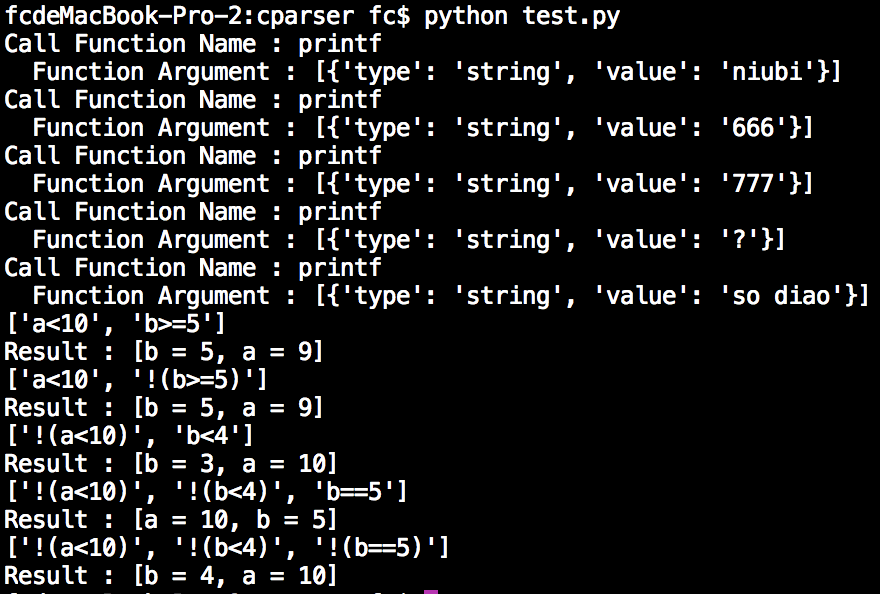 fcdeMacBook-Pro-2:cparser fc$ python test.py
Call Function Name : printf
  Function Argument : [{'type': 'string', 'value': 'niubi'}]
Call Function Name : printf
  Function Argument : [{'type': 'string', 'value': '666'}]
Call Function Name : printf
  Function Argument : [{'type': 'string', 'value': '777'}]
Call Function Name : printf
  Function Argument : [{'type': 'string', 'value': '?'}]
Call Function Name : printf
  Function Argument : [{'type': 'string', 'value': 'so diao'}]
['a<10', 'b>=5']
Result : [b = 5, a = 9]
['a<10', '!(b>=5)']
Result : [b = 5, a = 9]
['!(a<10)', 'b<4']
Result : [b = 3, a = 10]
['!(a<10)', '!(b<4)', 'b==5']
Result : [a = 10, b = 5]
['!(a<10)', '!(b<4)', '!(b==5)']
Result : [b = 4, a = 10]